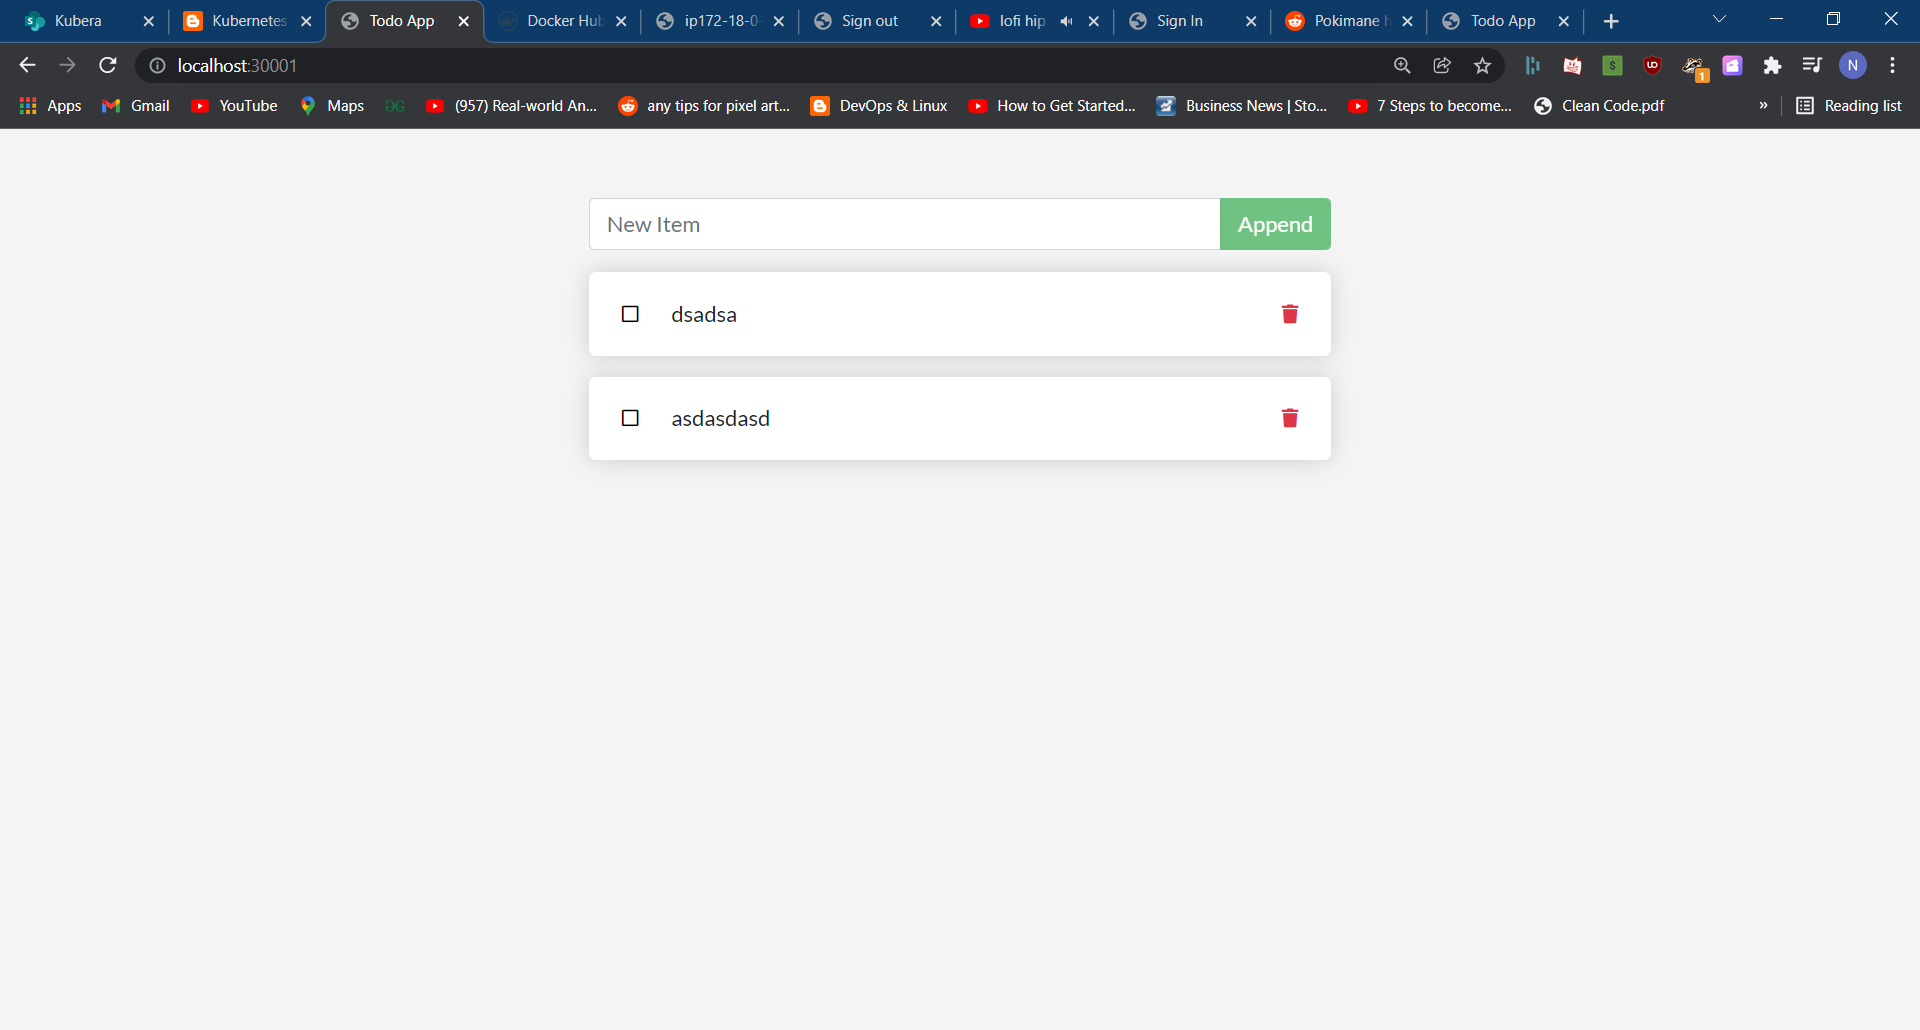 Kubera Kubernetes Todo App Docker Hub ip172-18-0- Sign out lofi hip Sign In Pokimane h Todo App
localhost:30001 $ UD 1 N
Apps Gmail YouTube Maps (957) Real-world An... any tips for pixel art... DevOps & Linux How to Get Started... Business News | Sto... 7 Steps to become... Clean Code.pdf » Reading list
New Item Append
dsadsa
asdasdasd